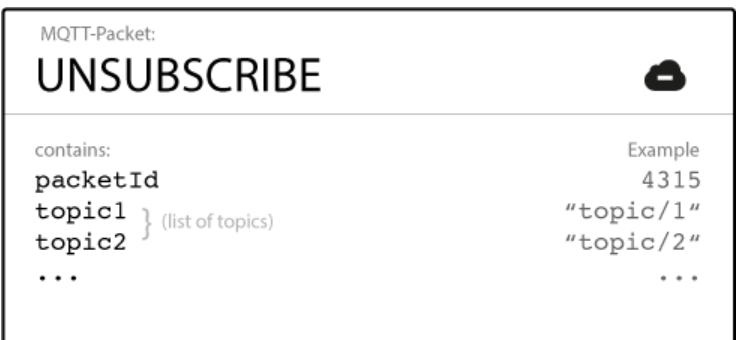 MQTT-Packet:
UNSUBSCRIBE
contains: Example
packetId 4315
topic1 } (list of topics) “topic/1“
topic2 “topic/2“
... ...